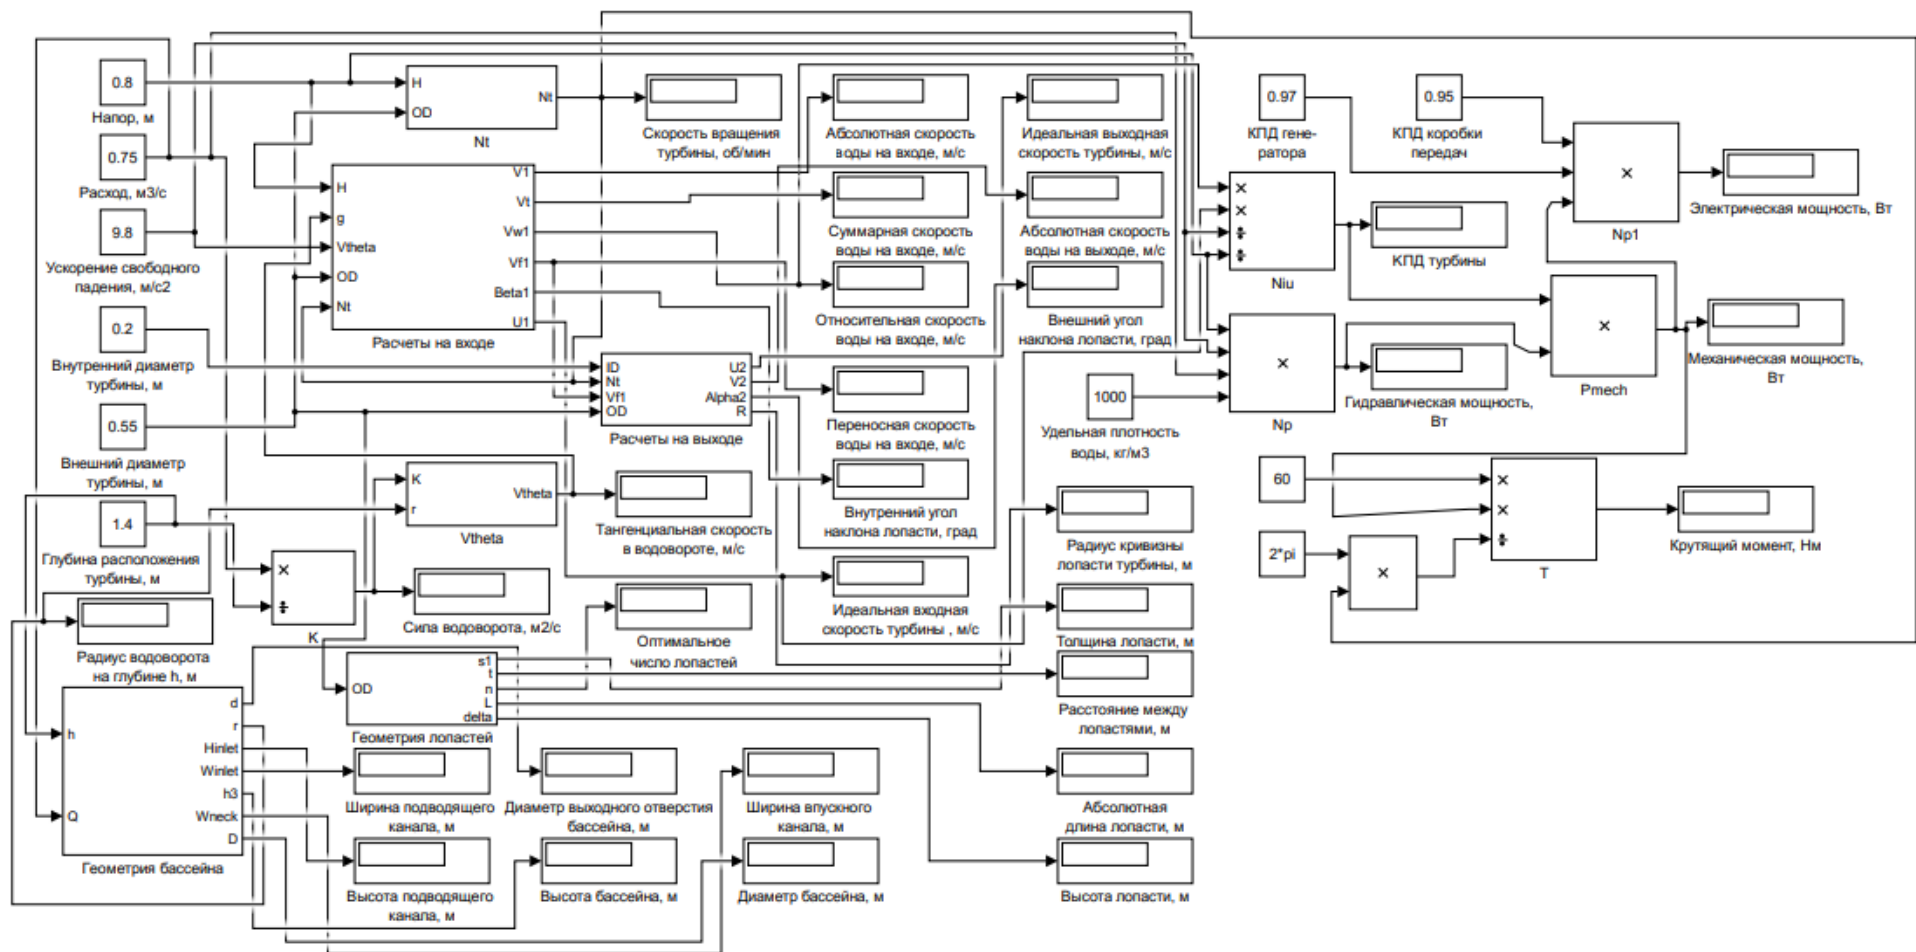 0.8
Напор, м
0.75
Расход, м3/с
9.8
Ускорение свободного
падения, м/с2
0.2
Внутренний диаметр
турбины, м
0.55
Внешний диаметр
турбины, м
1.4
Глубина расположения
турбины, м
Радиус водоворота
на глубине h, м
H
OD
Nt
Nt
Скорость вращения
турбины, об/мин
H
g
Vtheta
OD
Nt
V1
Vt
Vw1
Vf1
Beta1
U1
Расчеты на входе
ID
Nt
Vf1
OD
U2
V2
Alpha2
R
Расчеты на выходе
K
r
Vtheta
Vtheta
Тангенциальная скорость
в водовороте, м/с
×
÷
K
Сила водоворота, м2/с
Оптимальное
число лопастей
OD
s1
t
n
L
delta
Геометрия лопастей
h
Q
d
r
Hinlet
Winlet
h3
Wneck
D
Геометрия бассейна
Ширина подводящего
канала, м
Высота подводящего
канала, м
Диаметр выходного отверстия
бассейна, м
Высота бассейна, м
Ширина впускного
канала, м
Диаметр бассейна, м
Абсолютная скорость
воды на входе, м/с
Суммарная скорость
воды на входе, м/с
Относительная скорость
воды на входе, м/с
Переносная скорость
воды на входе, м/с
Внутренний угол
наклона лопасти, град
Идеальная входная
скорость турбины , м/с
Идеальная выходная
скорость турбины, м/с
Абсолютная скорость
воды на выходе, м/с
Внешний угол
наклона лопасти, град
1000
Удельная плотность
воды, кг/м3
Радиус кривизны
лопасти турбины, м
Толщина лопасти, м
Расстояние между
лопастями, м
Абсолютная
длина лопасти, м
Высота лопасти, м
0.97
КПД гене-
ратора
0.95
КПД коробки
передач
×
×
÷
÷
Niu
КПД турбины
×
Np
Гидравлическая мощность,
Вт
×
Np1
Электрическая мощность, Вт
×
Pmech
Механическая мощность,
Вт
60
2*pi
×
×
×
÷
T
Крутящий момент, Нм